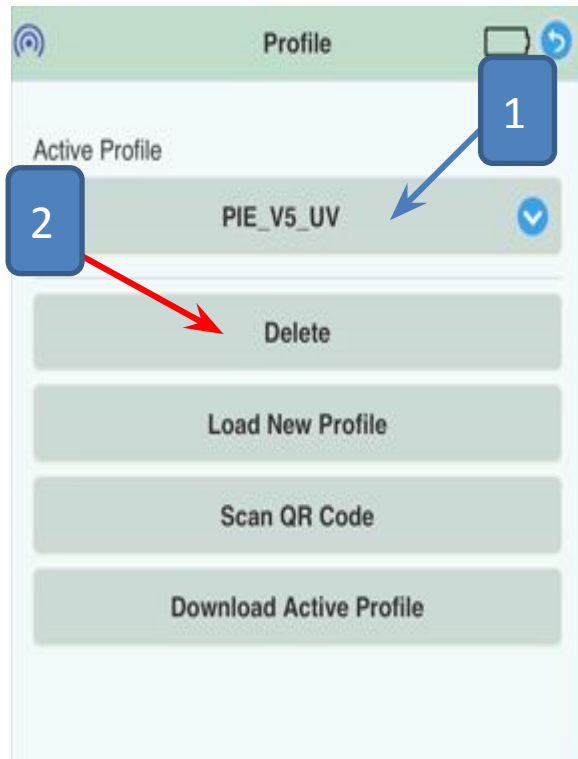 Profile
1
Active Profile
PIE_V5_UV
2
Delete
Load New Profile
Scan QR Code
Download Active Profile